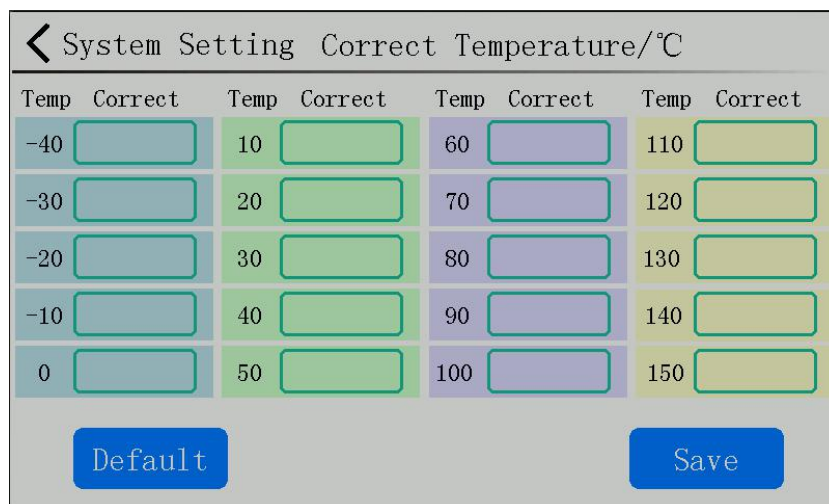 System Setting Correct Temperature/℃
Temp Correct Temp Correct Temp Correct Temp Correct
-40 10 60 110
-30 20 70 120
-20 30 80 130
-10 40 90 140
0 50 100 150
Default Save